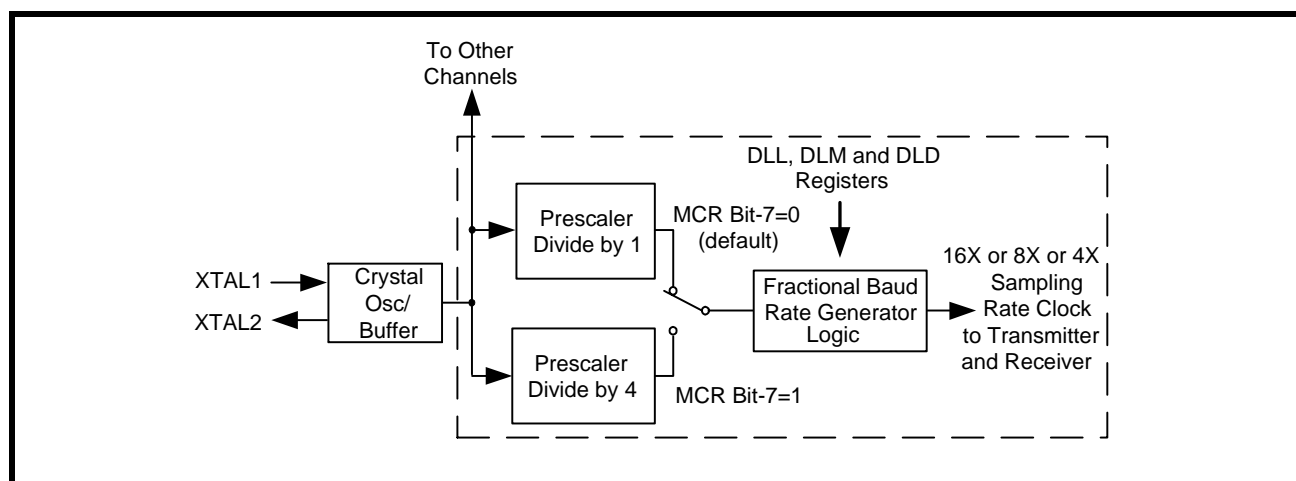 To Other
Channels
DLL, DLM and DLD
Registers
Prescaler
Divide by 1
MCR Bit-7=0
(default)
XTAL1
XTAL2
Crystal
Osc/
Buffer
Fractional Baud
Rate Generator
Logic
16X or 8X or 4X
Sampling
Rate Clock
to Transmitter
and Receiver
Prescaler
Divide by 4
MCR Bit-7=1